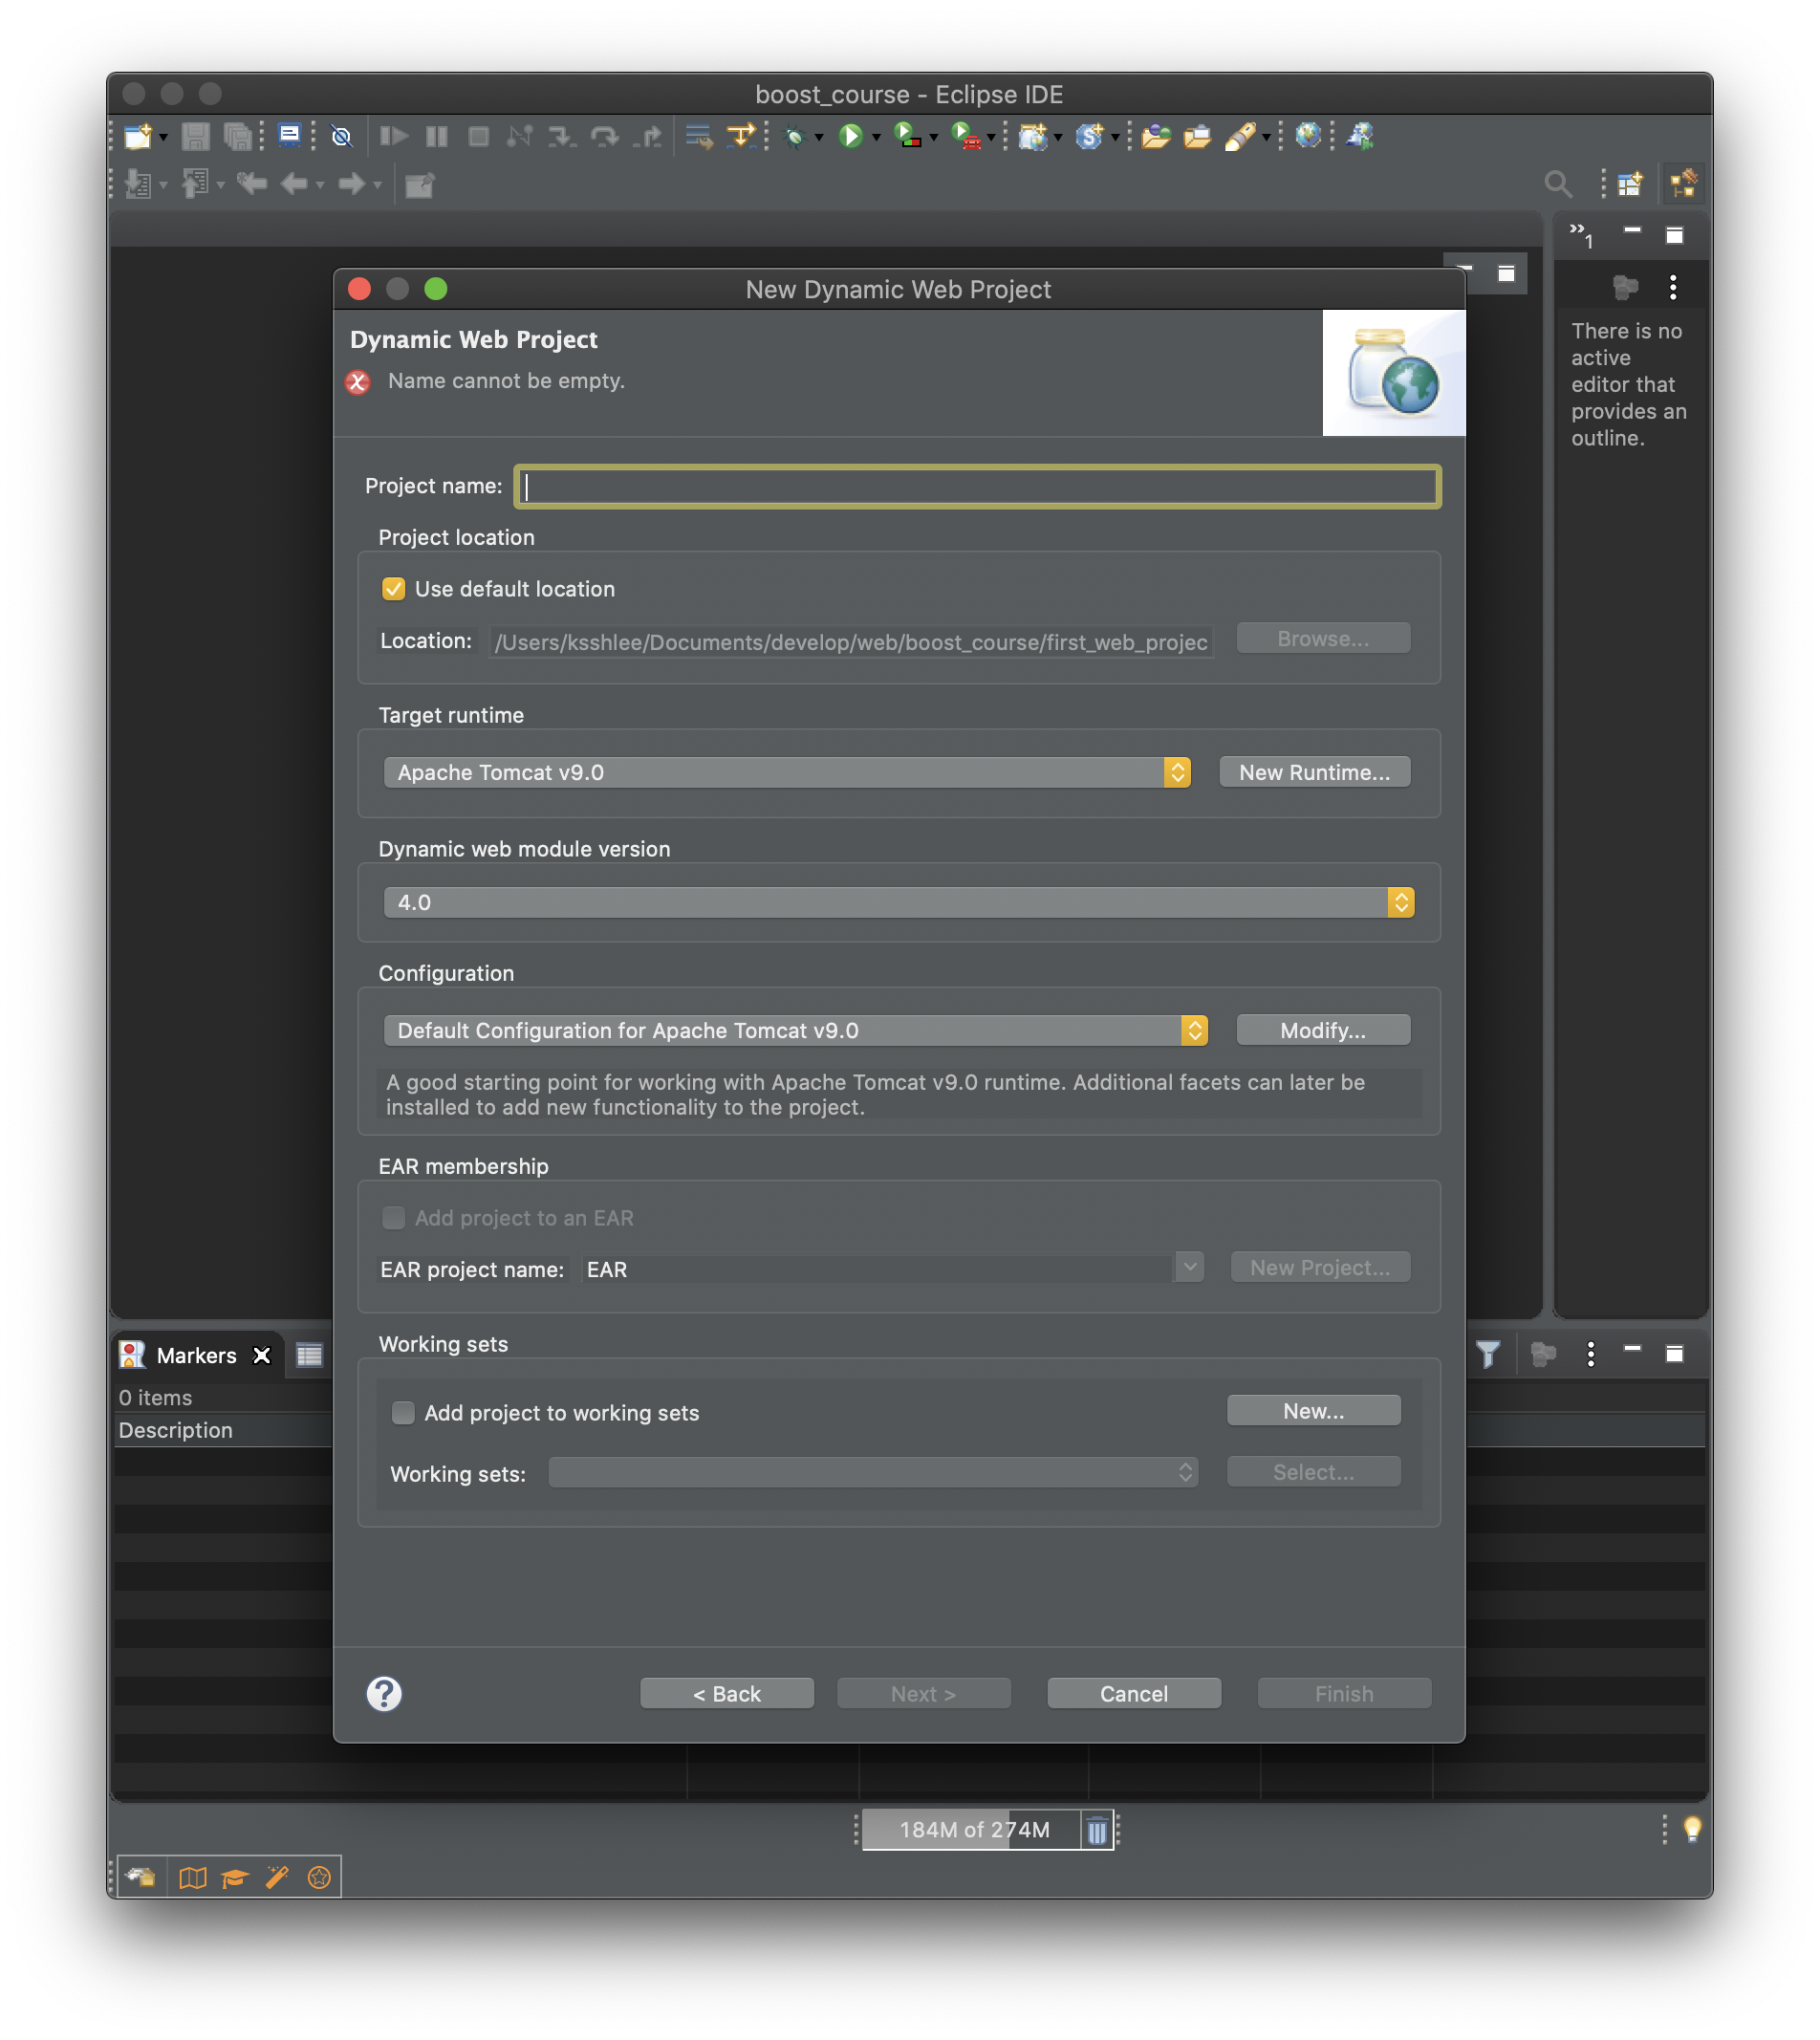 boost_course - Eclipse IDE
1
New Dynamic Web Project
Dynamic Web Project
Name cannot be empty.
There is no
active
editor that
provides an
outline.
Project name:
Project location
Use default location
Location: /Users/ksshlee/Documents/develop/web/boost_course/first_web_projec Browse...
Target runtime
Apache Tomcat v9.0 New Runtime...
Dynamic web module version
4.0
Configuration
Default Configuration for Apache Tomcat v9.0 Modify...
A good starting point for working with Apache Tomcat v9.0 runtime. Additional facets can later be
installed to add new functionality to the project.
EAR membership
Add project to an EAR
EAR project name: EAR New Project...
Working sets
Markers
0 items
Description
Add project to working sets New...
Working sets: Select...
? < Back Next > Cancel Finish
184M of 274M